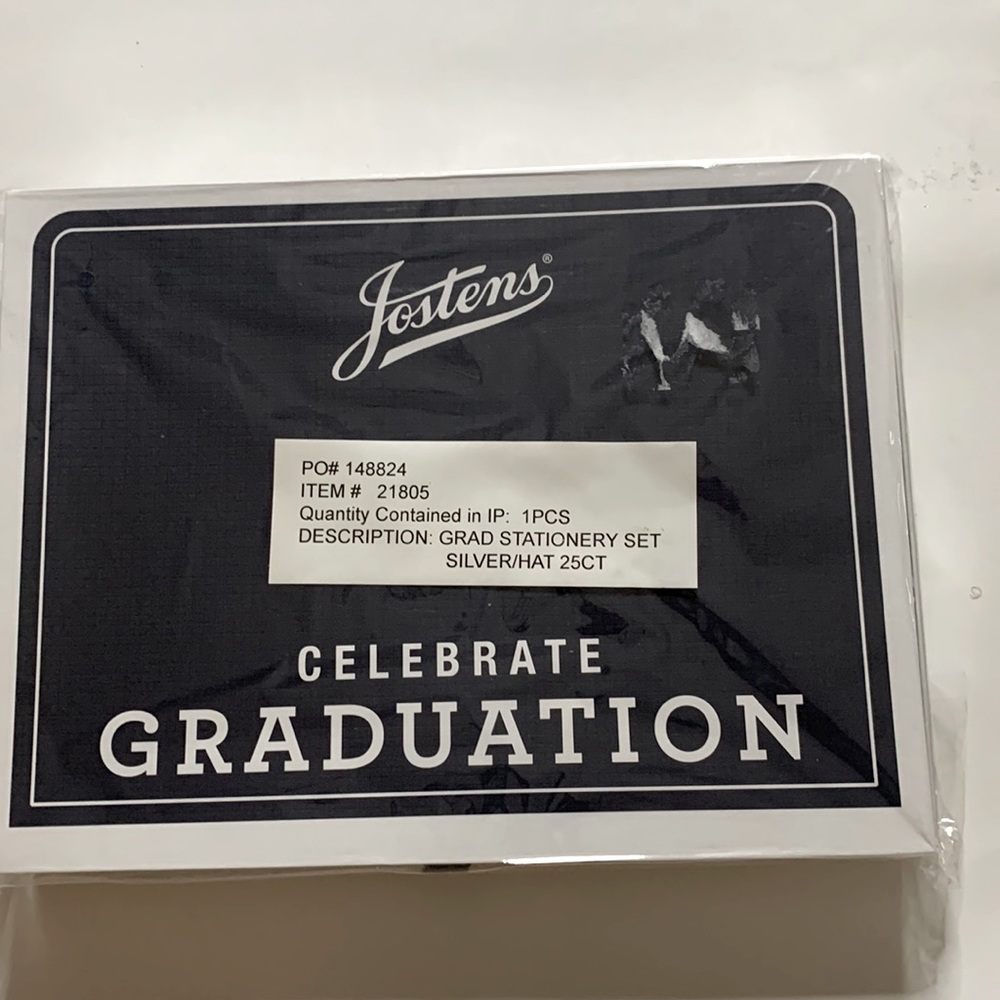 Jostens®
PO# 148824
ITEM # 21805
Quantity Contained in IP: 1PCS
DESCRIPTION: GRAD STATIONERY SET
SILVER/HAT 25CT
CELEBRATE
GRADUATION